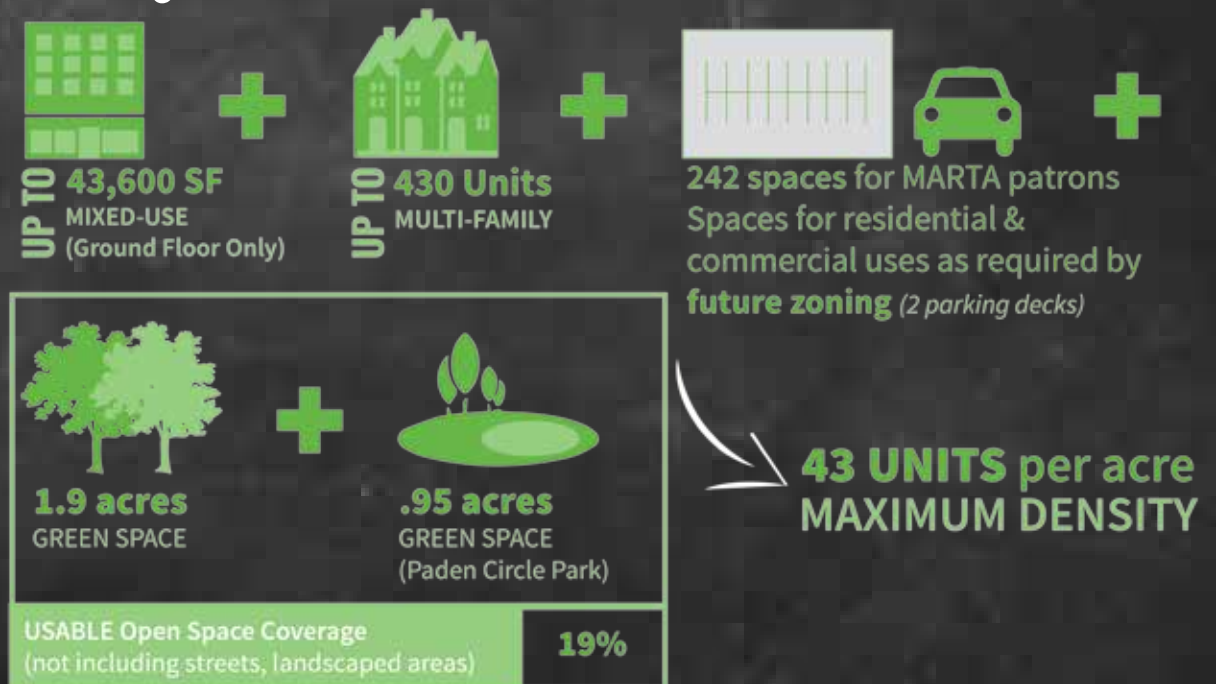 UP TO
43,600 SF
MIXED-USE
(Ground Floor Only)
UP TO
430 Units
MULTI-FAMILY
242 spaces for MARTA patrons
Spaces for residential &
commercial uses as required by
future zoning (2 parking decks)
1.9 acres
GREEN SPACE
.95 acres
GREEN SPACE
(Paden Circle Park)
43 UNITS per acre
MAXIMUM DENSITY
USABLE Open Space Coverage
(not including streets, landscaped areas)
19%